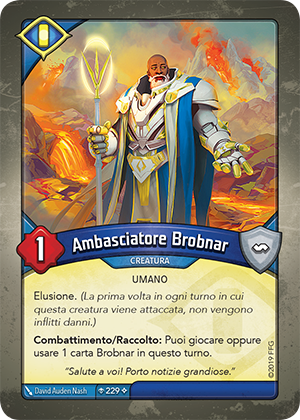 Ambasciatore Brobnar
1
CREATURA
UMANO
Elusione. (La prima volta in ogni turno in cui
questa creatura viene attaccata, non vengono
inflitti danni.)
Combattimento/Raccolto: Puoi giocare oppure
usare 1 carta Brobnar in questo turno.
"Salute a voi! Porto notizie grandiose."
David Auden Nash
229
©2019 FFG